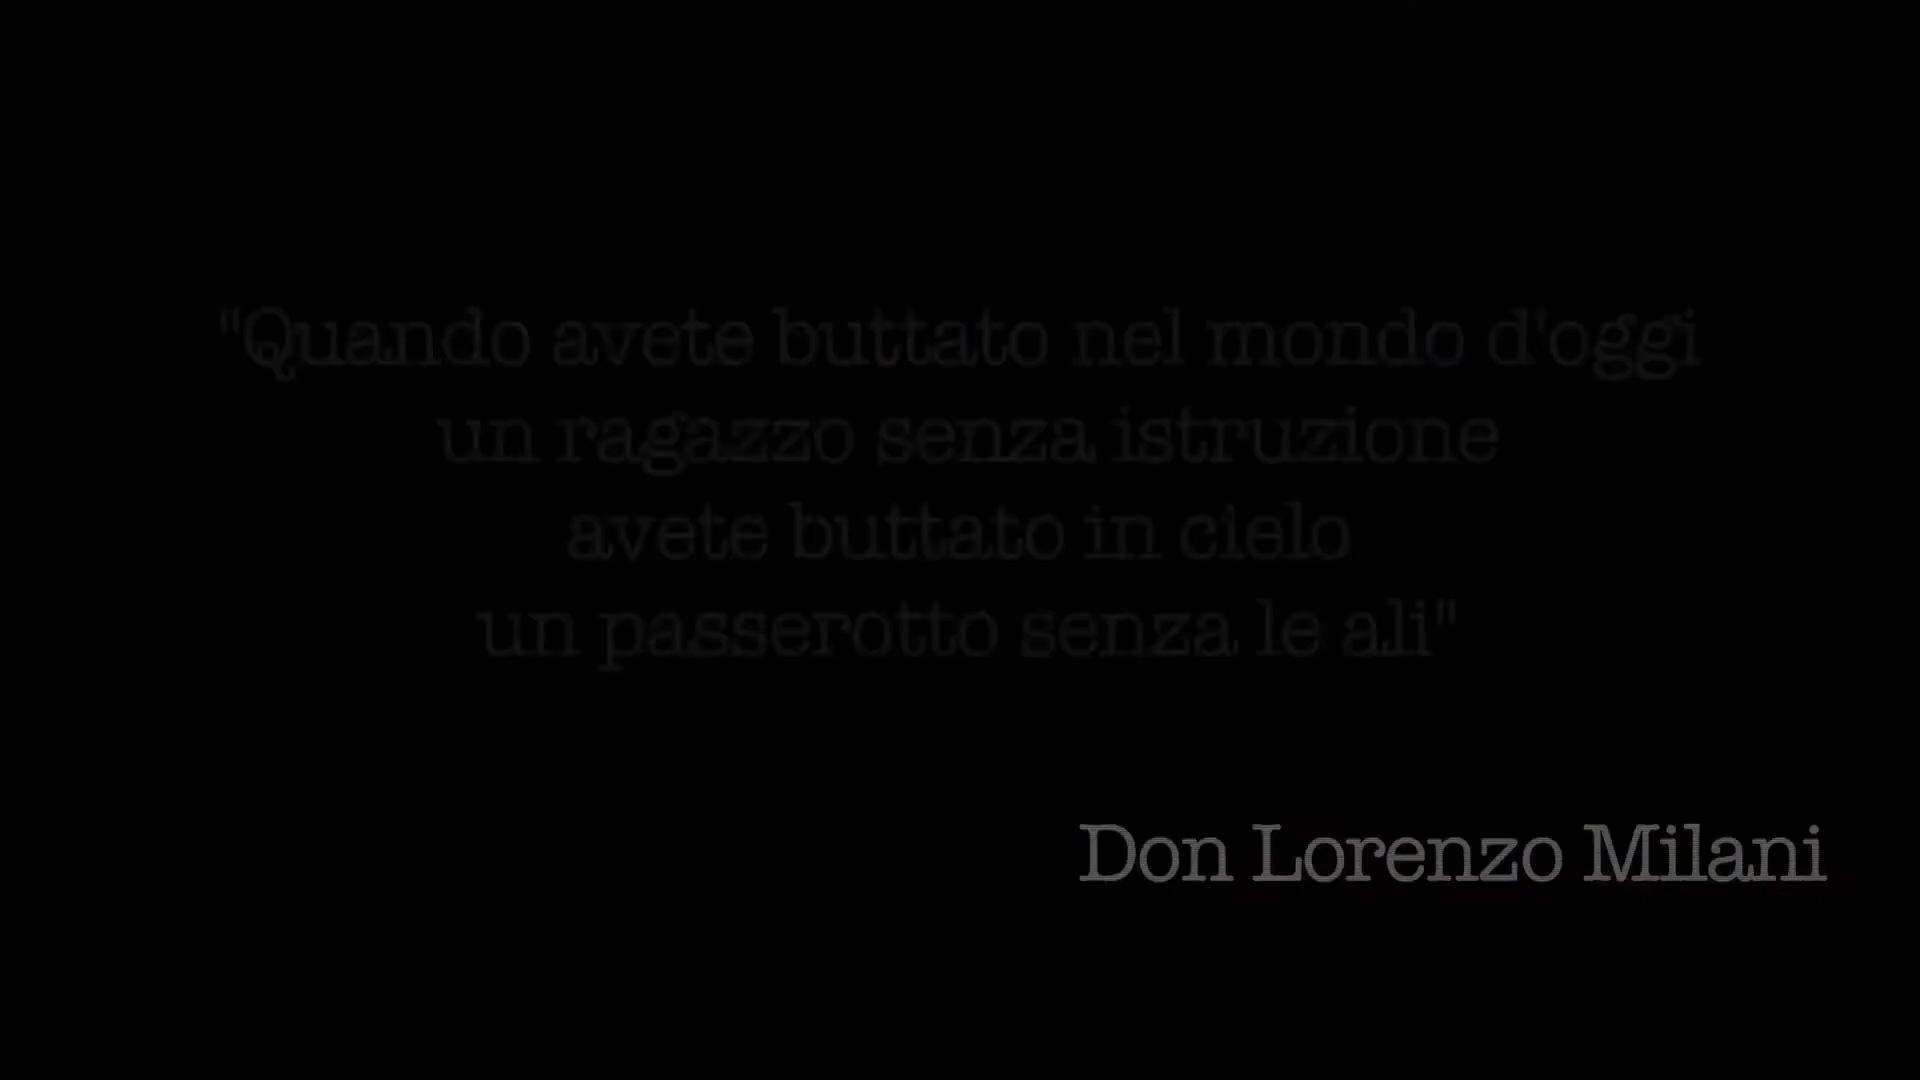 "Quando avete buttato nel mondo d'oggi
un ragazzo senza istruzione
avete buttato in cielo
un passerotto senza le ali"
Don Lorenzo Milani